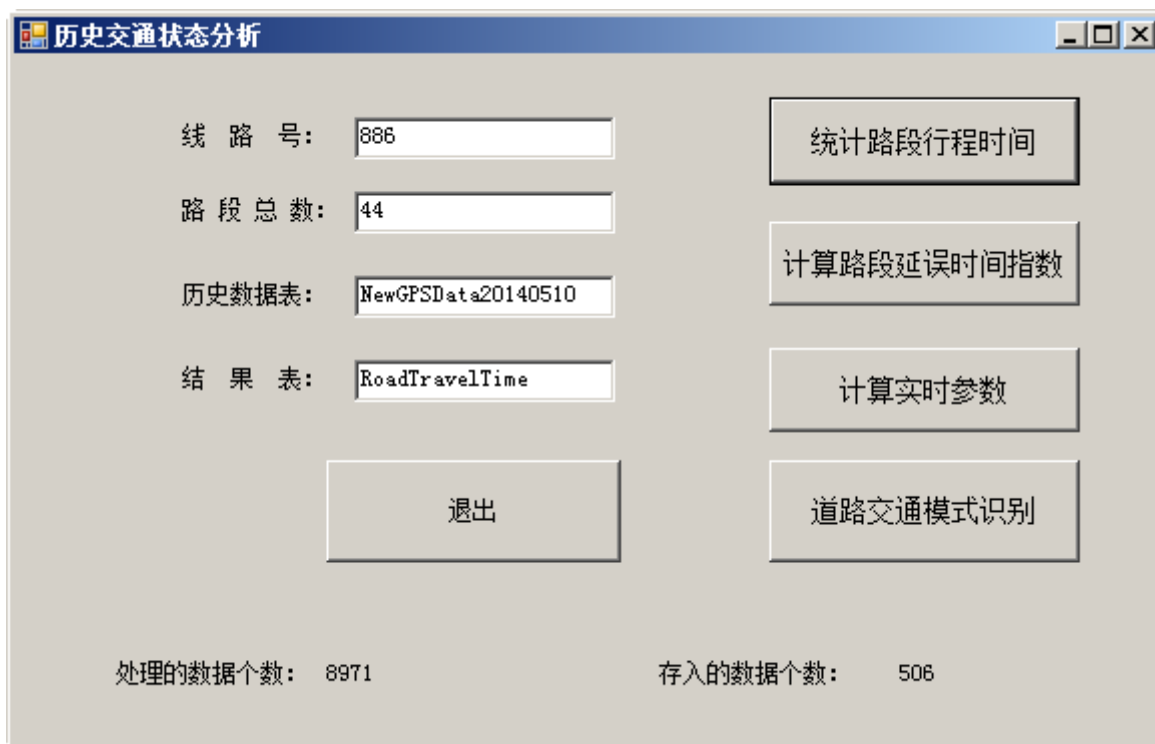 历史交通状态分析
线 路 号: 886
统计路段行程时间
路 段 总 数: 44
计算路段延误时间指数
历史数据表: NewGPSData20140510
结 果 表: RoadTravelTime
计算实时参数
退出
道路交通模式识别
处理的数据个数: 8971
存入的数据个数: 506